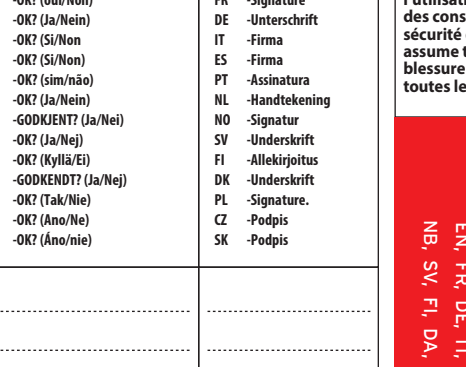 -OK? (Oui/Non)
-OK? (Ja/Nein)
-OK? (Si/Non
-OK? (Si/Non)
-OK? (sim/não)
-OK? (Ja/Nein)
-GODKJENT? (Ja/Nei)
-OK? (Ja/Nej)
-OK? (Kyllä/Ei)
-GODKENDT? (Ja/Nej)
-OK? (Tak/Nie)
-OK? (Ano/Ne)
-OK? (Áno/nie)
FR -Signature
DE -Unterschrift
IT -Firma
ES -Firma
PT -Assinatura
NL -Handtekening
NO -Signatur
SV -Underskrift
FI -Allekirjoitus
DK -Underskrift
PL -Signature.
CZ -Podpis
SK -Podpis
l'utilisati
des cons
sécurité
assume t
blessure
toutes le
EN, FR, DE, IT,
NB, SV, FI, DA,